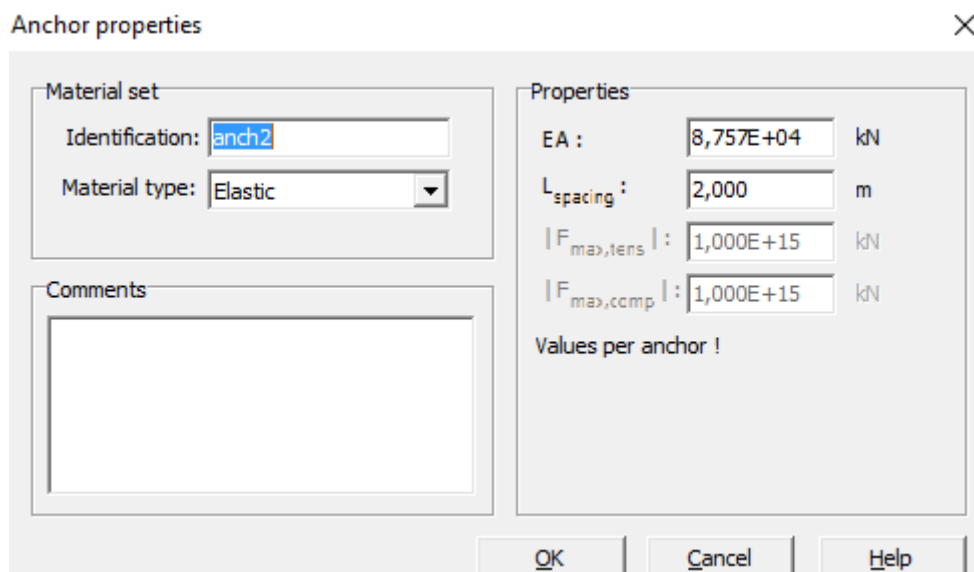 Anchor properties
Material set
Identification: anch2
Material type: Elastic
Comments
Properties
EA : 8,757E+04 kN
Lspacing : 2,000 m
|Fmax,tens| : 1,000E+15 kN
|Fmax,comp| : 1,000E+15 kN
Values per anchor !
OK Cancel Help